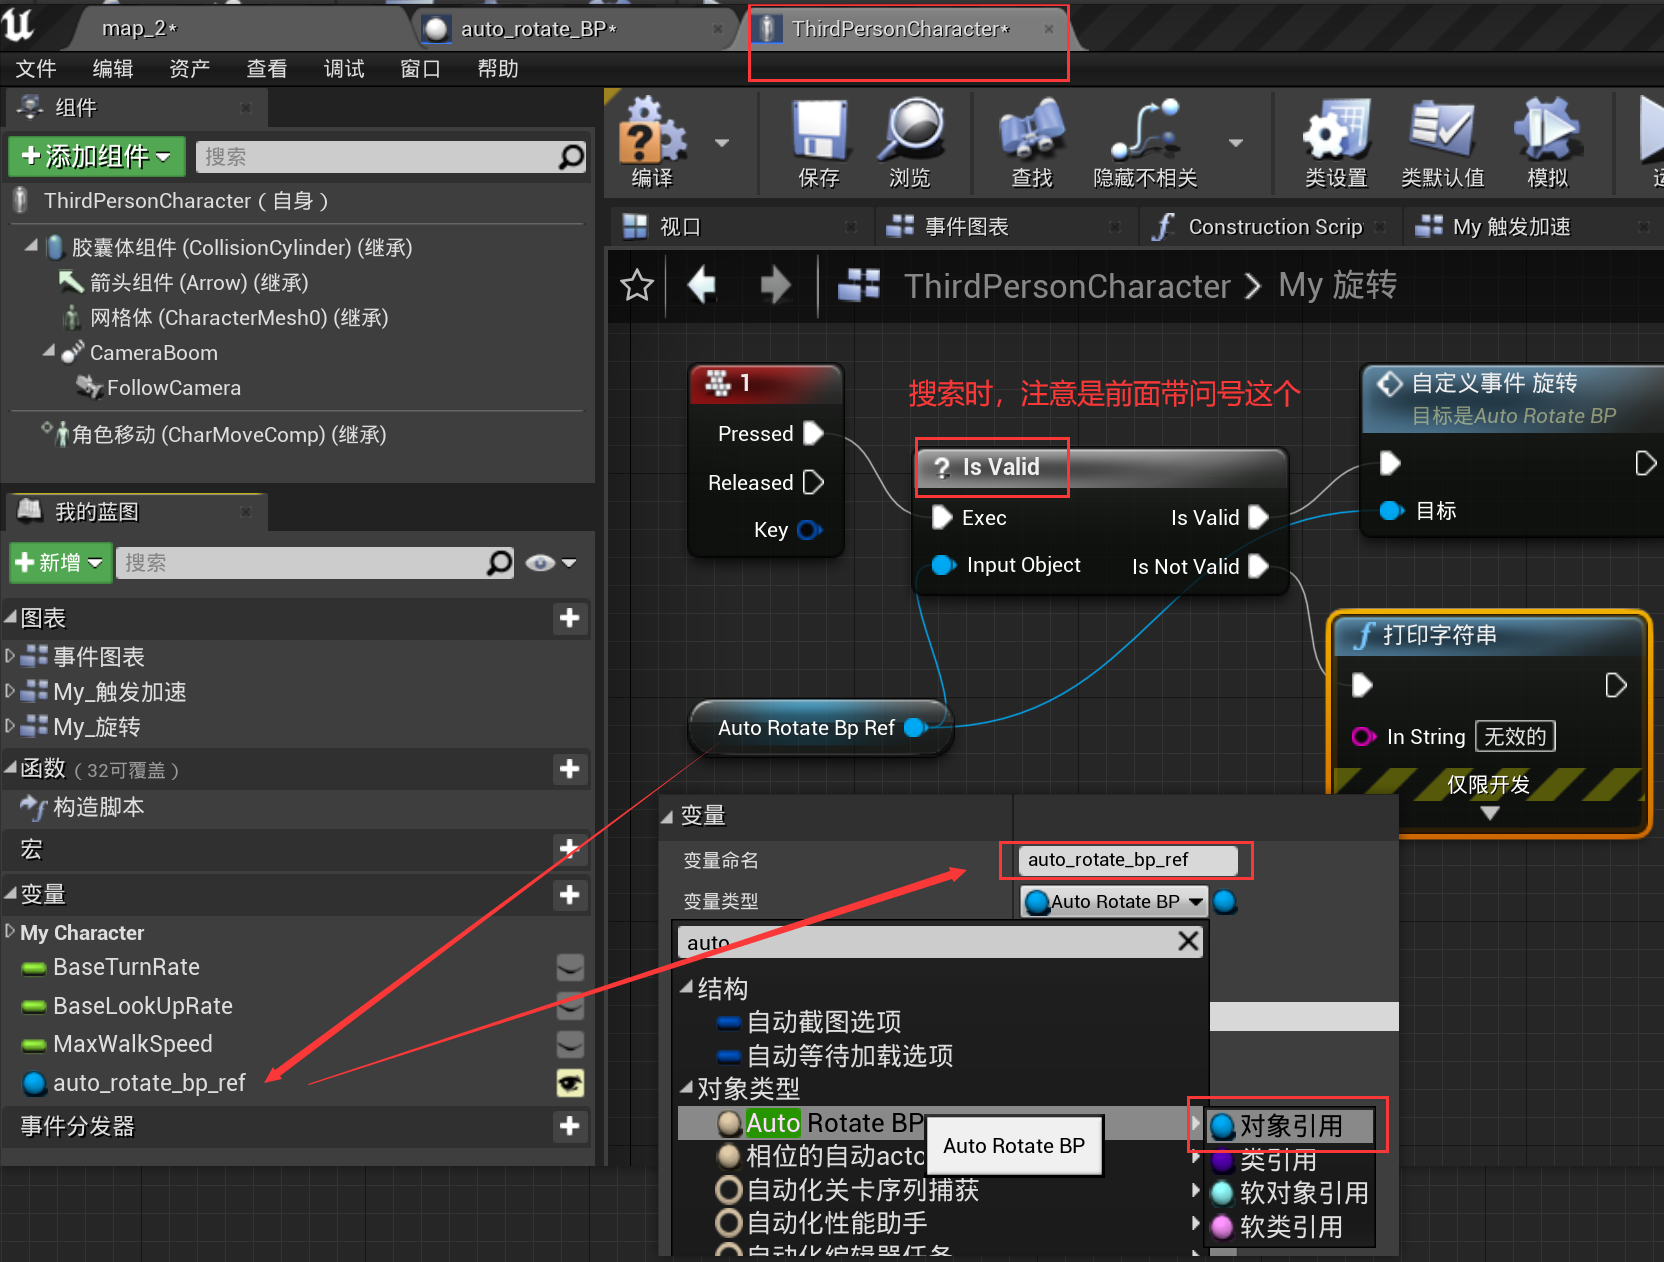 map_2*
auto_rotate_BP*
ThirdPersonCharacter*
文件 编辑 资产 查看 调试 窗口 帮助
组件
添加组件
搜索
ThirdPersonCharacter ( 自身 )
胶囊体组件 (CollisionCylinder) (继承)
箭头组件 (Arrow) (继承)
网格体 (CharacterMesh0) (继承)
CameraBoom
FollowCamera
角色移动 (CharMoveComp) (继承)
我的蓝图
新增
搜索
图表
事件图表
My_触发加速
My_旋转
函数 ( 32可覆盖 )
构造脚本
宏
变量
My Character
BaseTurnRate
BaseLookUpRate
MaxWalkSpeed
auto_rotate_bp_ref
事件分发器
编译 保存 浏览 查找 隐藏不相关 类设置 类默认值 模拟
视口 事件图表 Construction Scrip My 触发加速
ThirdPersonCharacter > My 旋转
1
Pressed
Released
Key
搜索时，注意是前面带问号这个
? Is Valid
Exec
Is Valid
Input Object
Is Not Valid
自定义事件 旋转
目标是Auto Rotate BP
目标
Auto Rotate Bp Ref
打印字符串
In String 无效的
仅限开发
变量
变量命名
auto_rotate_bp_ref
变量类型
Auto Rotate BP
auto
结构
自动截图选项
自动等待加载选项
对象类型
Auto Rotate BP
Auto Rotate BP
相位的自动acto
自动化关卡序列捕获
自动化性能助手
自动化编辑器任务
对象引用
类引用
软对象引用
软类引用